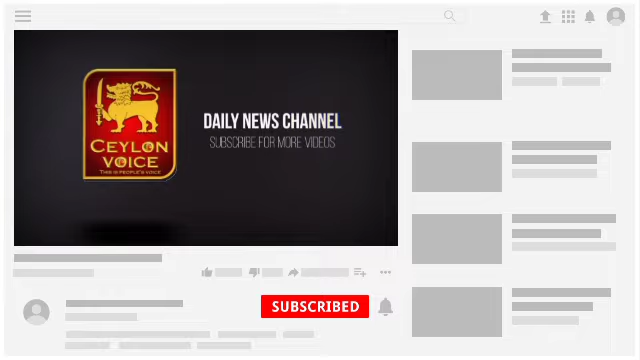 DAILY NEWS CHANNEL
SUBSCRIBE FOR MORE VIDEOS
CEYLON
VOICE
THIS IS PEOPLE'S VOICE
SUBSCRIBED